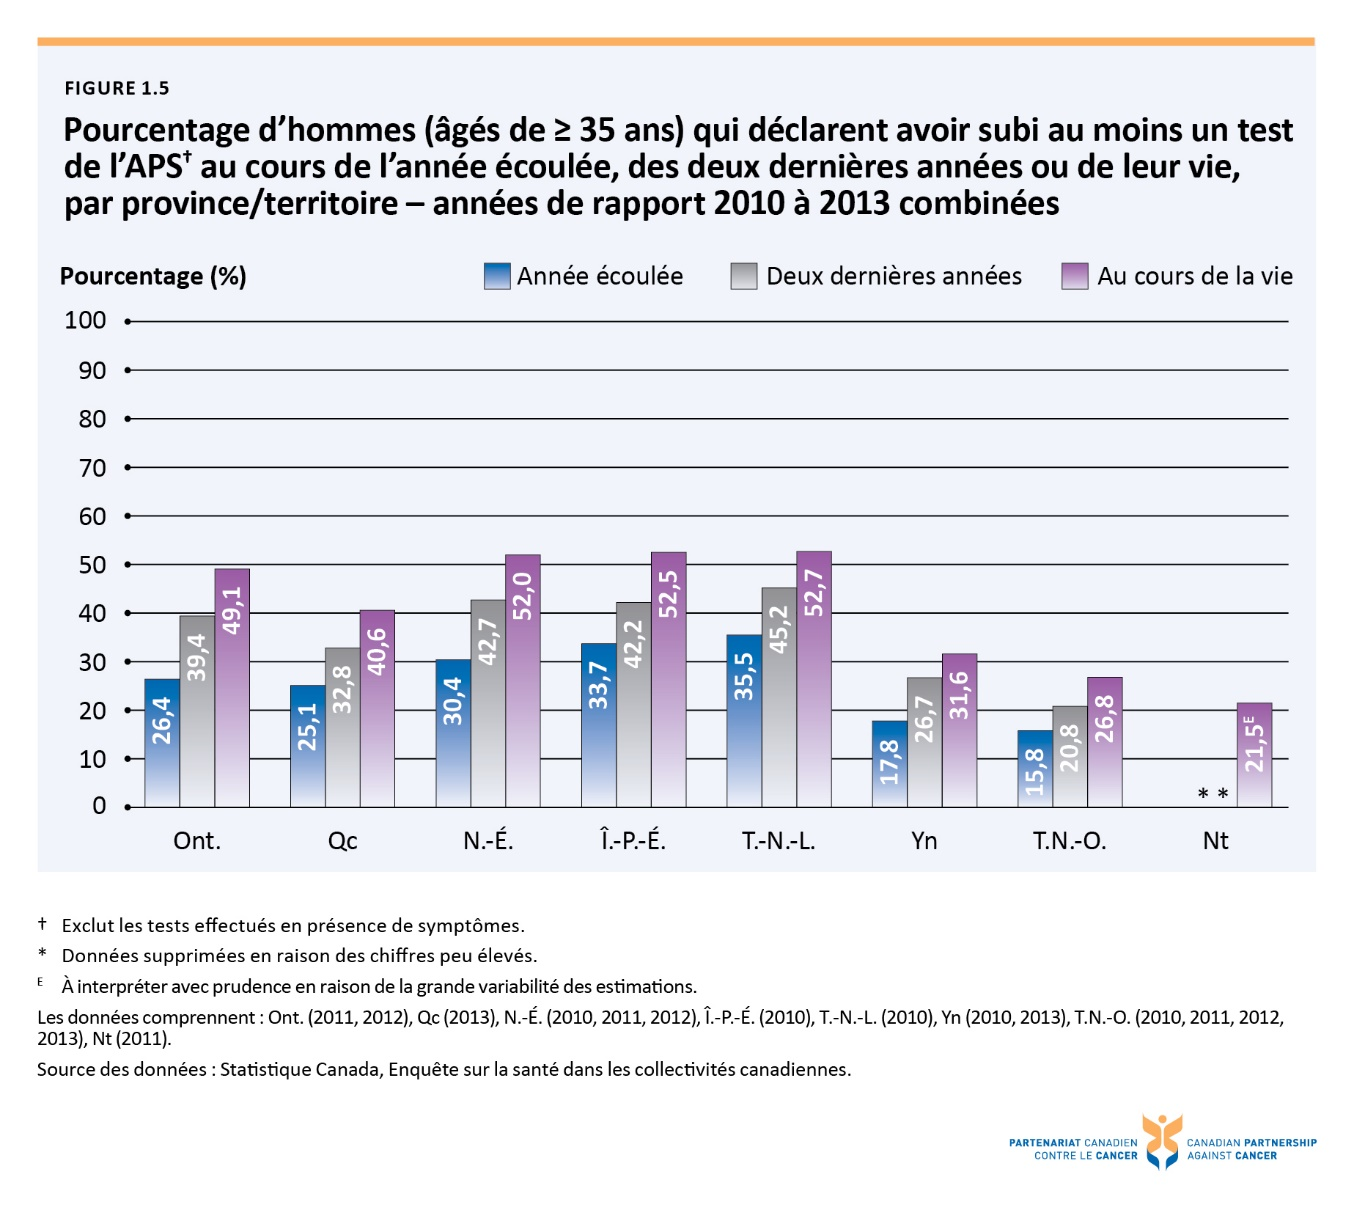 FIGURE 1.5
Pourcentage d’hommes (âgés de ≥ 35 ans) qui déclarent avoir subi au moins un test
de l’APS† au cours de l’année écoulée, des deux dernières années ou de leur vie,
par province/territoire – années de rapport 2010 à 2013 combinées
Pourcentage (%)
Année écoulée
Deux dernières années
Au cours de la vie
100
90
80
70
60
50
40
30
20
10
0
26,4
39,4
49,1
25,1
32,8
40,6
30,4
42,7
52,0
33,7
42,2
52,5
35,5
45,2
52,7
17,8
26,7
31,6
15,8
20,8
26,8
* *
21,5E
Ont.
Qc
N.-É.
Î.-P.-É.
T.-N.-L.
Yn
T.N.-O.
Nt
† Exclut les tests effectués en présence de symptômes.
* Données supprimées en raison des chiffres peu élevés.
E À interpréter avec prudence en raison de la grande variabilité des estimations.
Les données comprennent : Ont. (2011, 2012), Qc (2013), N.-É. (2010, 2011, 2012), Î.-P.-É. (2010), T.-N.-L. (2010), Yn (2010, 2013), T.N.-O. (2010, 2011, 2012,
2013), Nt (2011).
Source des données : Statistique Canada, Enquête sur la santé dans les collectivités canadiennes.
PARTENARIAT CANADIEN
CONTRE LE CANCER
CANADIAN PARTNERSHIP
AGAINST CANCER